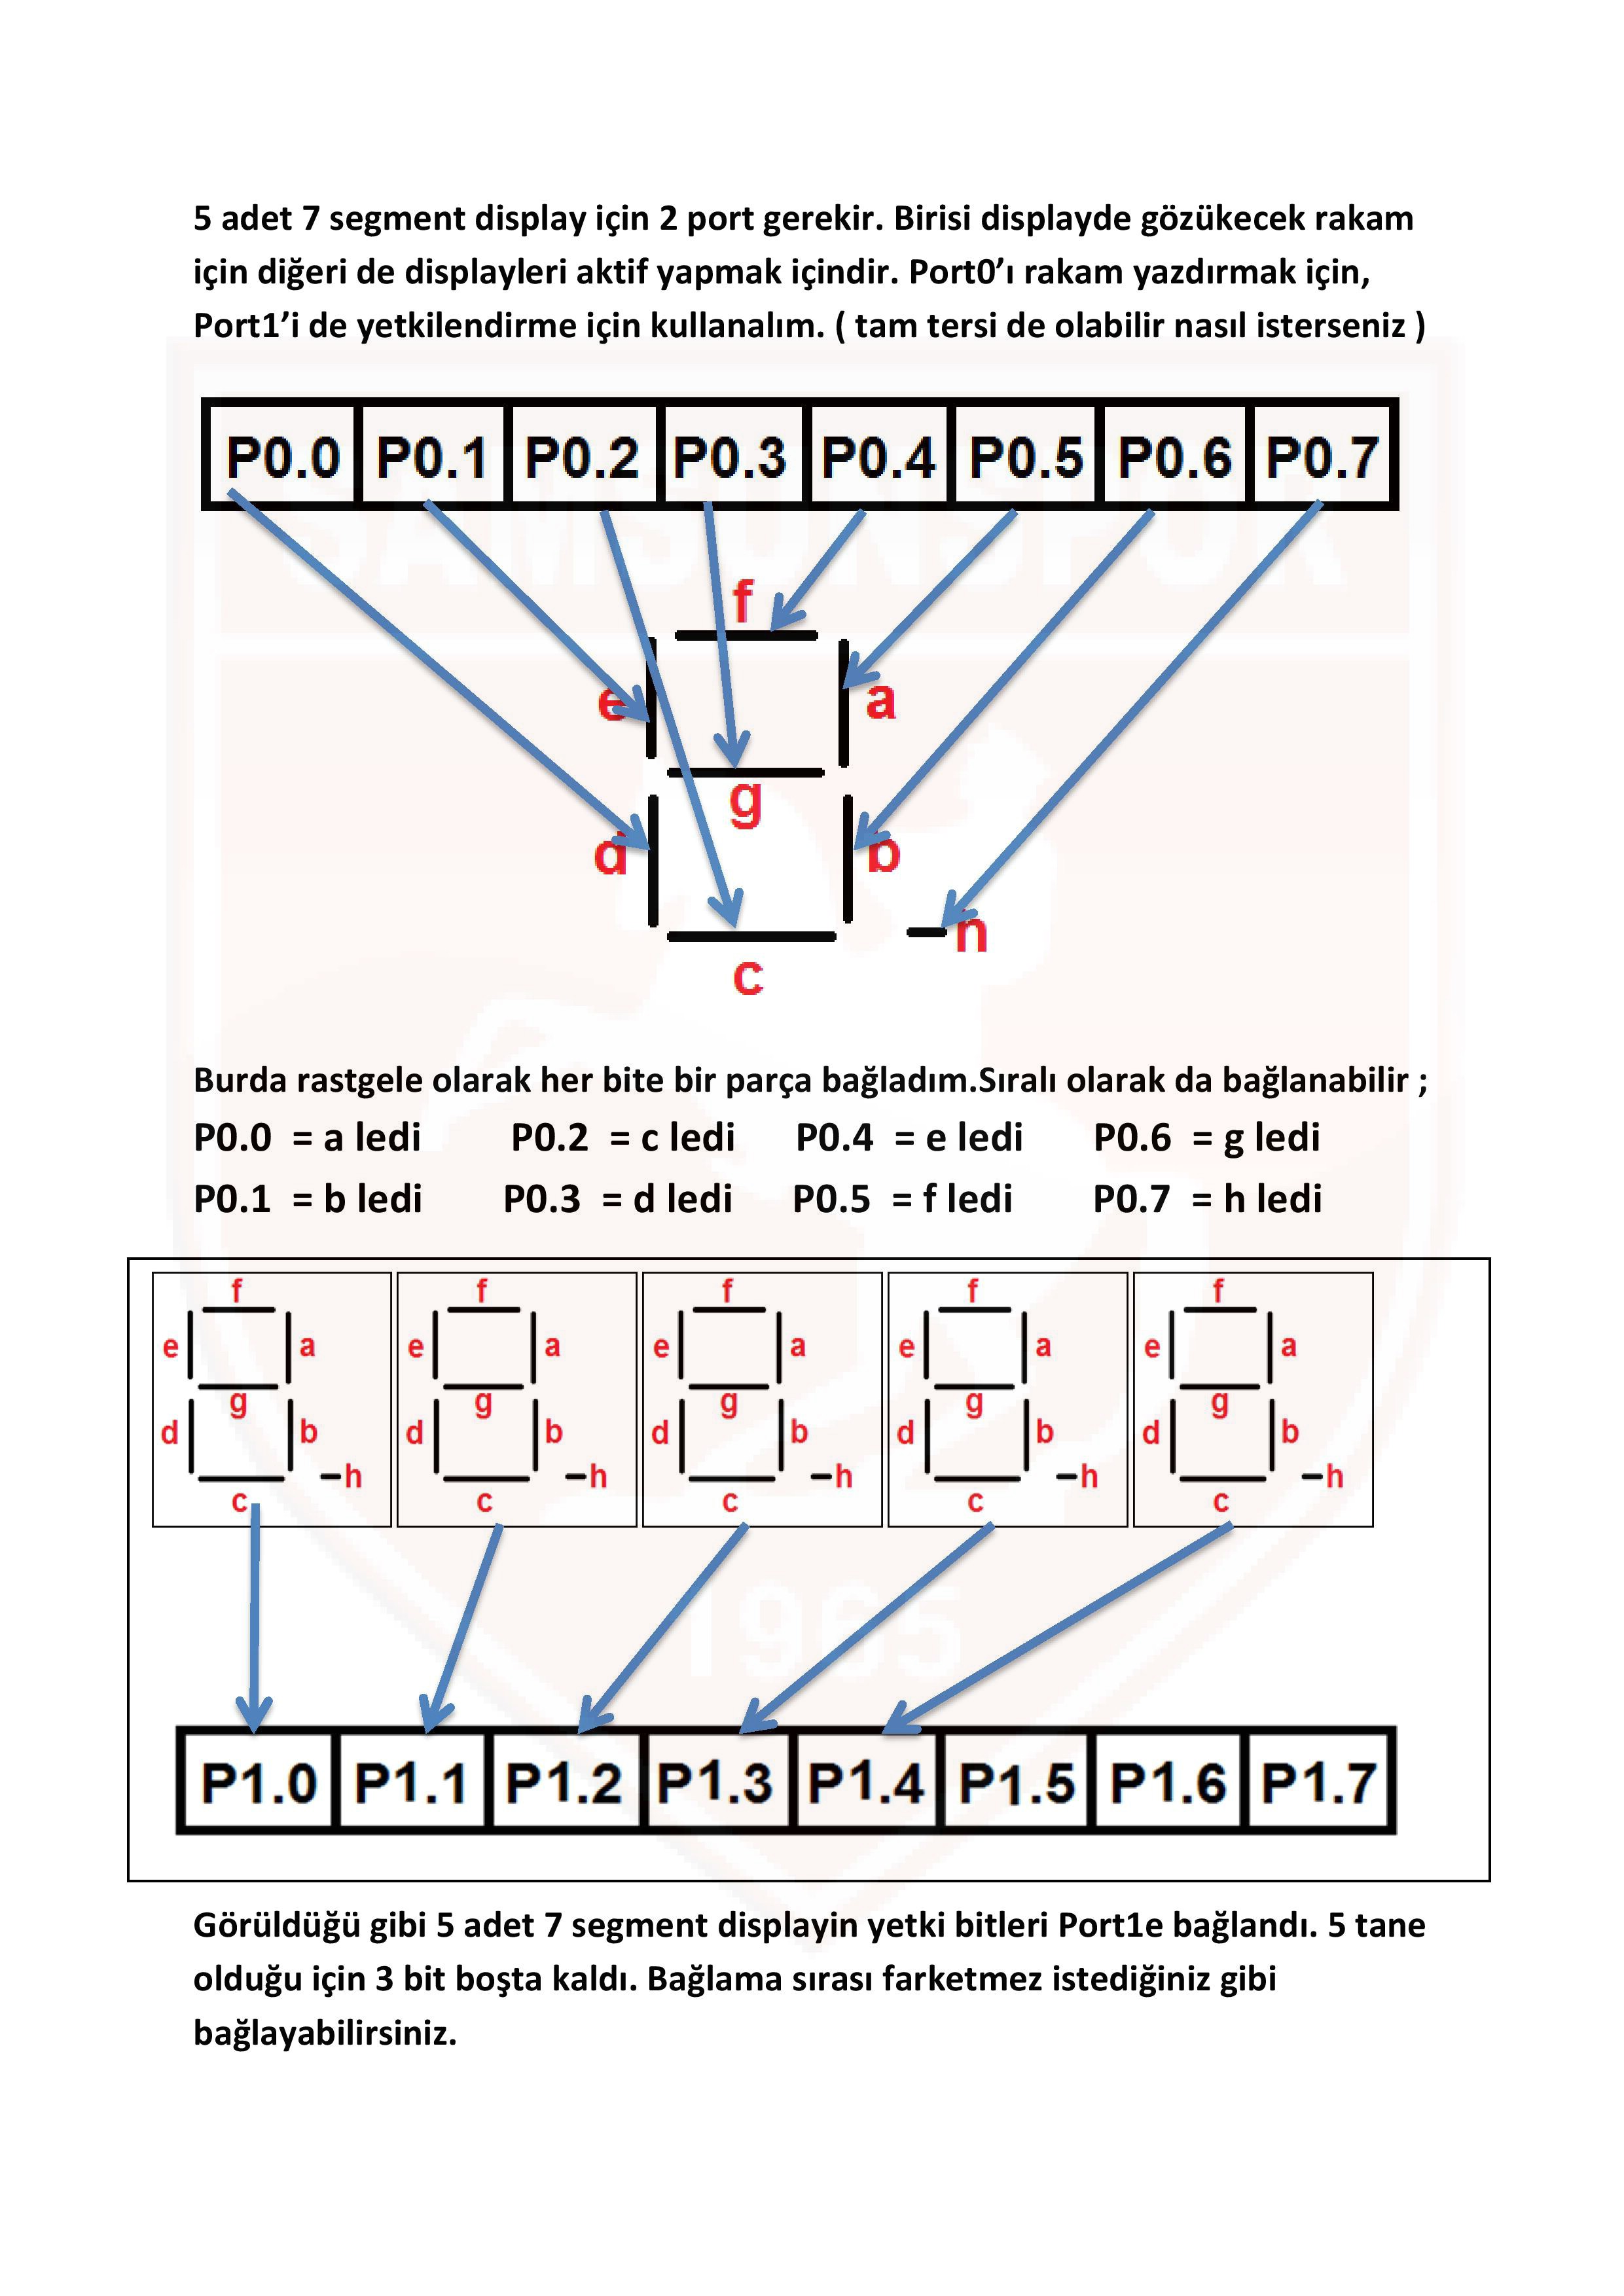 5 adet 7 segment display için 2 port gerekir. Birisi displayde gözükecek rakam
için diğeri de displayleri aktif yapmak içindir. Port0’ı rakam yazdırmak için,
Port1’i de yetkilendirme için kullanalım. ( tam tersi de olabilir nasıl isterseniz )
SAMSUNSPOR
P0.0 P0.1 P0.2 P0.3 P0.4 P0.5 P0.6 P0.7
f
e a
g
d b
h
c
Burda rastgele olarak her bite bir parça bağladım.Sıralı olarak da bağlanabilir ;
P0.0 = a ledi P0.2 = c ledi P0.4 = e ledi P0.6 = g ledi
P0.1 = b ledi P0.3 = d ledi P0.5 = f ledi P0.7 = h ledi
f f f f f
e a e a e a e a e a
g g g g g
d b d b d b d b d b
h h h h h
c c c c c
1965
P1.0 P1.1 P1.2 P1.3 P1.4 P1.5 P1.6 P1.7
Görüldüğü gibi 5 adet 7 segment displayin yetki bitleri Port1e bağlandı. 5 tane
olduğu için 3 bit boşta kaldı. Bağlama sırası farketmez istediğiniz gibi
bağlayabilirsiniz.